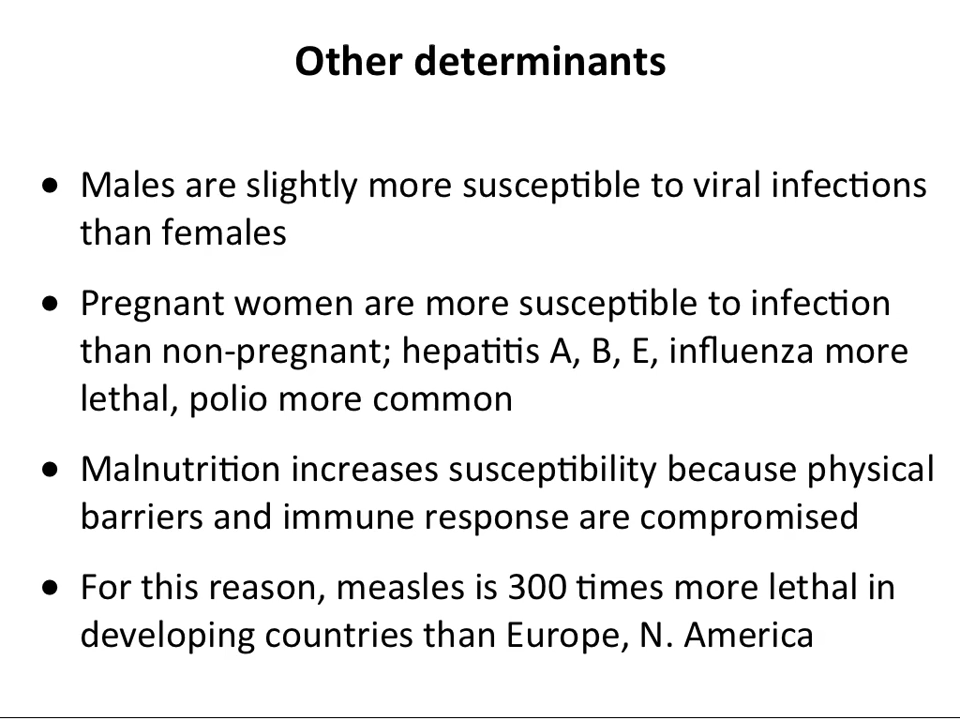 Other determinants
• Males are slightly more susceptible to viral infections
than females
• Pregnant women are more susceptible to infection
than non-pregnant; hepatitis A, B, E, influenza more
lethal, polio more common
• Malnutrition increases susceptibility because physical
barriers and immune response are compromised
• For this reason, measles is 300 times more lethal in
developing countries than Europe, N. America